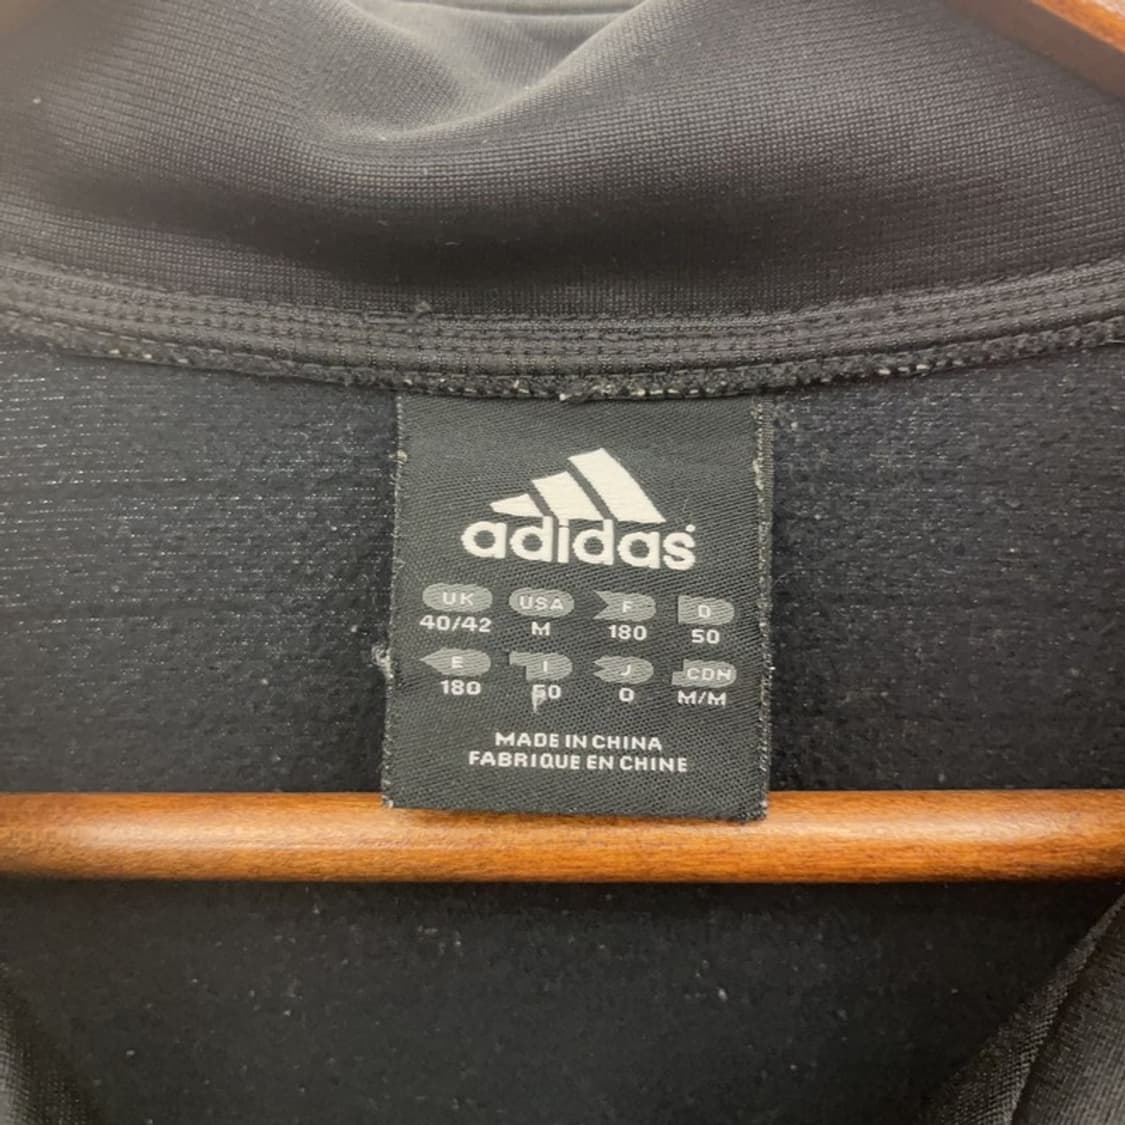 adidas
UK USA F D
40/42 M 180 50
E I J CDN
180 50 O M/M
MADE IN CHINA
FABRIQUE EN CHINE